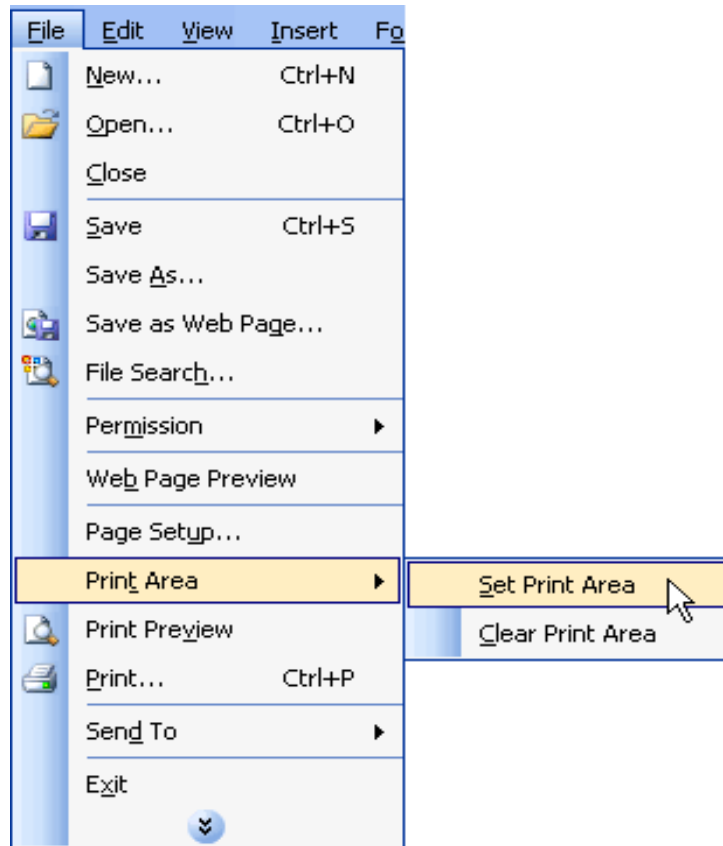 File Edit View Insert Fo
New... Ctrl+N
Open... Ctrl+O
Close
Save Ctrl+S
Save As...
Save as Web Page...
File Search...
Permission
Web Page Preview
Page Setup...
Print Area
Set Print Area
Print Preview
Clear Print Area
Print... Ctrl+P
Send To
Exit